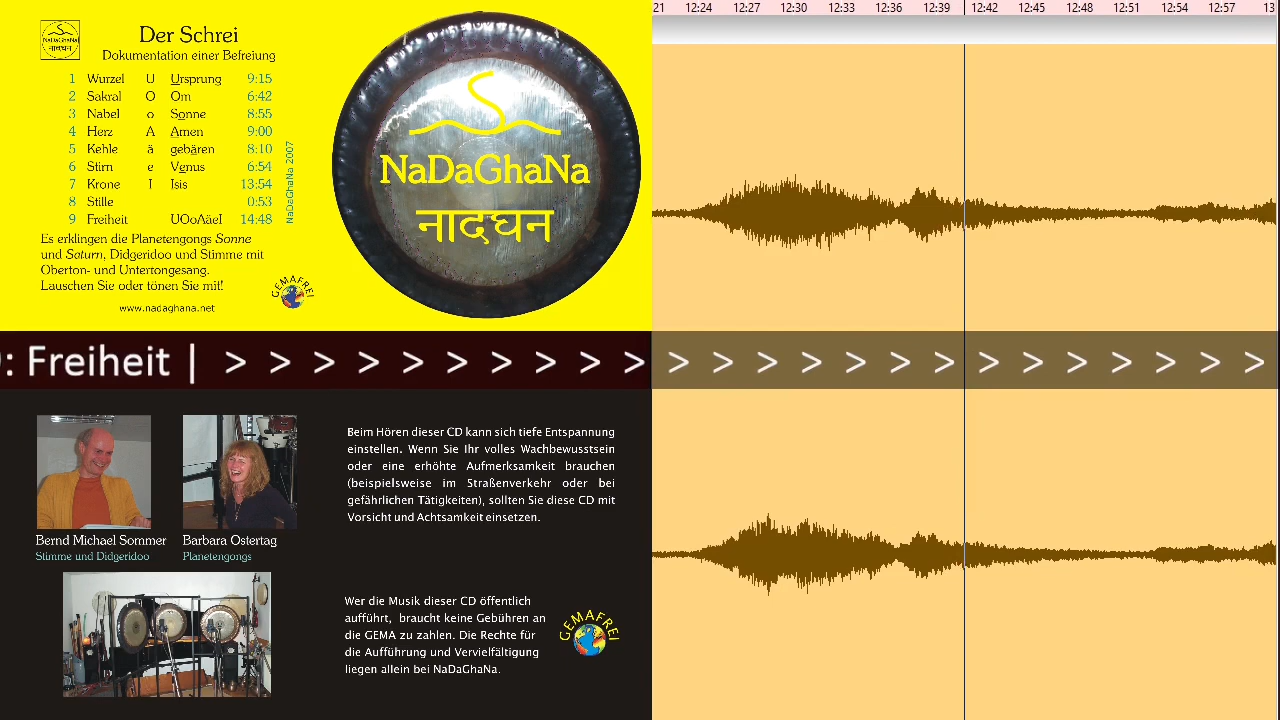 NaDaGhaNa
नादघन
Der Schrei
Dokumentation einer Befreiung
1 Wurzel U Ursprung 9:15
2 Sakral O Om 6:42
3 Nabel o Sonne 8:55
4 Herz A Amen 9:00
5 Kehle ä gebären 8:10
6 Stirn e Venus 6:54
7 Krone I Isis 13:54
8 Stille 0:53
9 Freiheit UOoAäeI 14:48
NaDaGhaNa 2007
Es erklingen die Planetengongs Sonne
und Saturn, Didgeridoo und Stimme mit
Oberton- und Untertongesang.
Lauschen Sie oder tönen Sie mit!
www.nadaghana.net
GEMAFREI
NaDaGhaNa
नादघन
21 12:24 12:27 12:30 12:33 12:36 12:39 12:42 12:45 12:48 12:51 12:54 12:57 13
: Freiheit | > > > > > > > > > > > > > > > > > > > > > > > >
Bernd Michael Sommer
Stimme und Didgeridoo
Barbara Ostertag
Planetengongs
Beim Hören dieser CD kann sich tiefe Entspannung
einstellen. Wenn Sie Ihr volles Wachbewusstsein
oder eine erhöhte Aufmerksamkeit brauchen
(beispielsweise im Straßenverkehr oder bei
gefährlichen Tätigkeiten), sollten Sie diese CD mit
Vorsicht und Achtsamkeit einsetzen.
Wer die Musik dieser CD öffentlich
aufführt, braucht keine Gebühren an
die GEMA zu zahlen. Die Rechte für
die Aufführung und Vervielfältigung
liegen allein bei NaDaGhaNa.
GEMAFREI